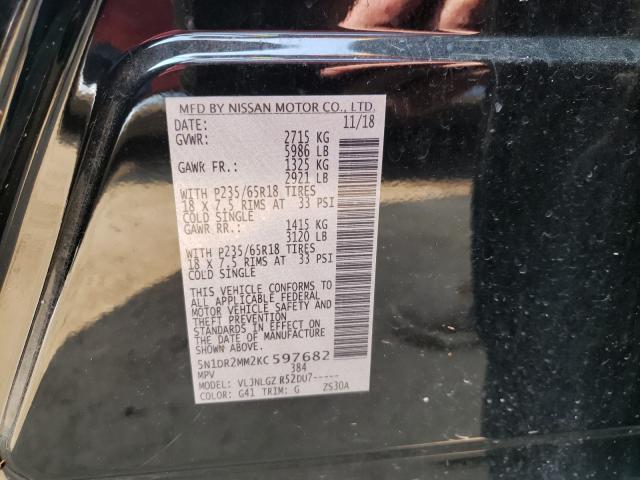 MFD BY NISSAN MOTOR CO., LTD.
DATE: 11/18
GVWR: 2715 KG
5986 LB
GAWR FR.: 1325 KG
2921 LB
WITH P235/65R18 TIRES
18 X 7.5 RIMS AT 33 PSI
COLD SINGLE
GAWR RR.: 1415 KG
3120 LB
WITH P235/65R18 TIRES
18 X 7.5 RIMS AT 33 PSI
COLD SINGLE
THIS VEHICLE CONFORMS TO
ALL APPLICABLE FEDERAL
MOTOR VEHICLE SAFETY AND
THEFT PREVENTION
STANDARDS IN EFFECT ON
THE DATE OF MANUFACTURE
SHOWN ABOVE.
5N1DR2MM2KC597682
MPV 384
MODEL: VLJNLGZ R52DU7-----
COLOR: G41 TRIM: G ZS30A